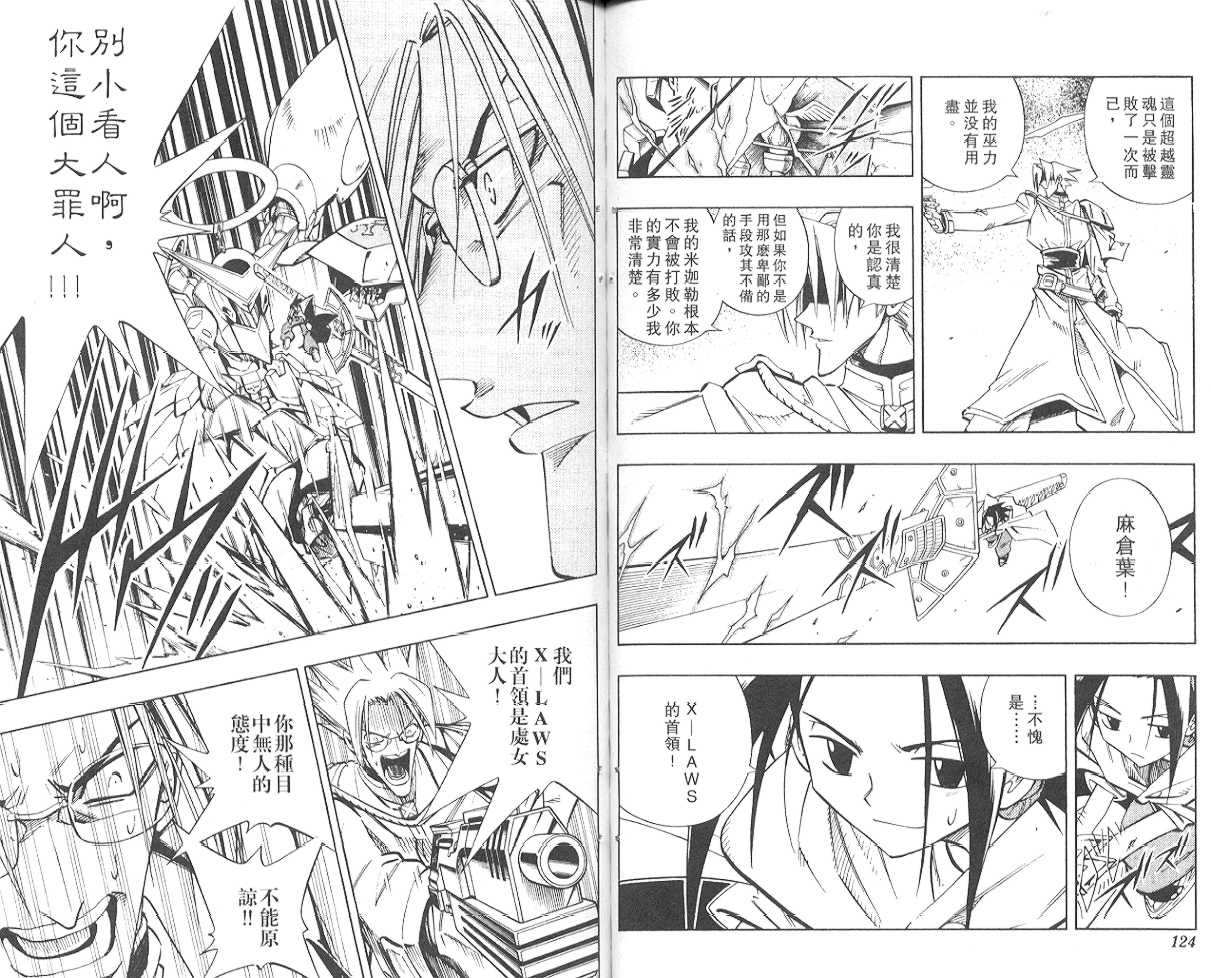 這個超越靈
魂只是被擊
敗了一次而
已，
我的巫力
並没有用
盡。
我很清楚
你是認真
的，
但如果你不是
用那麼卑鄙的
手段攻其不備
的話，
我的米迦勒根本
不會被打敗。你
的實力有多少我
非常清楚。
麻倉葉！
…不愧
是……
X—LAWS
的首領！
124
別小看人啊，
你這個大罪人
!!!
我們
X—LAWS
的首領是處女
大人！
你那種目
中無人的
態度！
不能原
諒!!